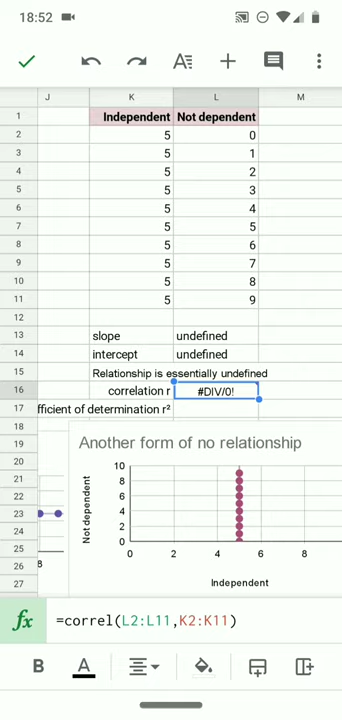 18:52
J K L M
1 Independent Not dependent
2 5 0
3 5 1
4 5 2
5 5 3
6 5 4
7 5 5
8 5 6
9 5 7
10 5 8
11 5 9
12
13 slope undefined
14 intercept undefined
15 Relationship is essentially undefined
16 correlation r #DIV/0!
17 fficient of determination r²
18
19 Another form of no relationship
20
21
22
23
24
25
26
27
10
8
6
4
2
0
Not dependent
8 0 2 4 6 8
Independent
fx =correl(L2:L11,K2:K11)
B A